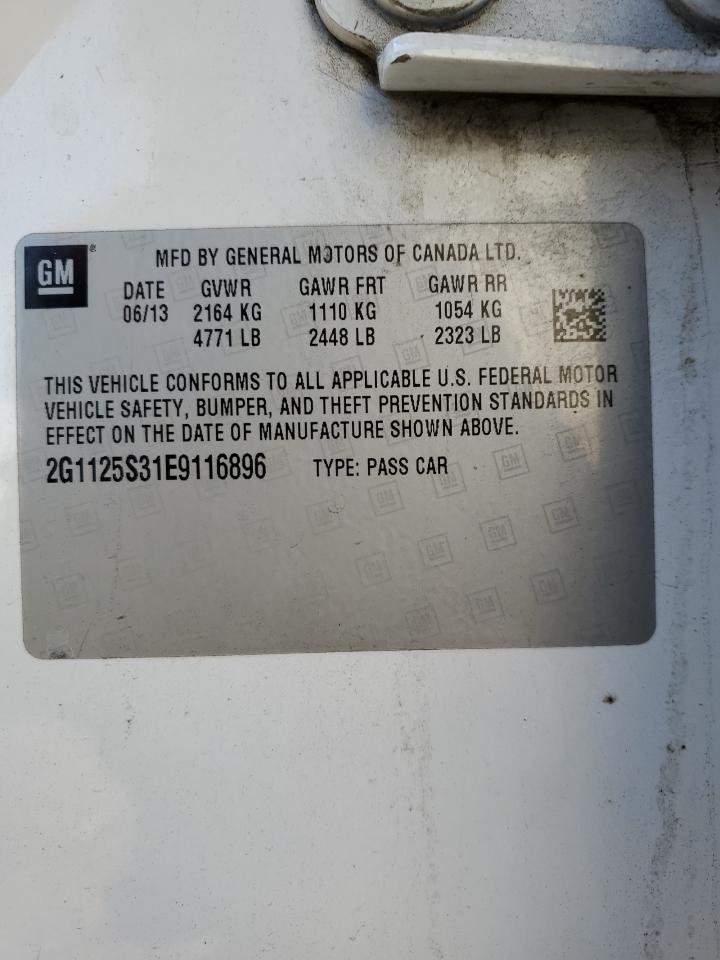 GM ® MFD BY GENERAL MOTORS OF CANADA LTD.
DATE GVWR GAWR FRT GAWR RR
06/13 2164 KG 1110 KG 1054 KG
4771 LB 2448 LB 2323 LB
THIS VEHICLE CONFORMS TO ALL APPLICABLE U.S. FEDERAL MOTOR
VEHICLE SAFETY, BUMPER, AND THEFT PREVENTION STANDARDS IN
EFFECT ON THE DATE OF MANUFACTURE SHOWN ABOVE.
2G1125S31E9116896 TYPE: PASS CAR